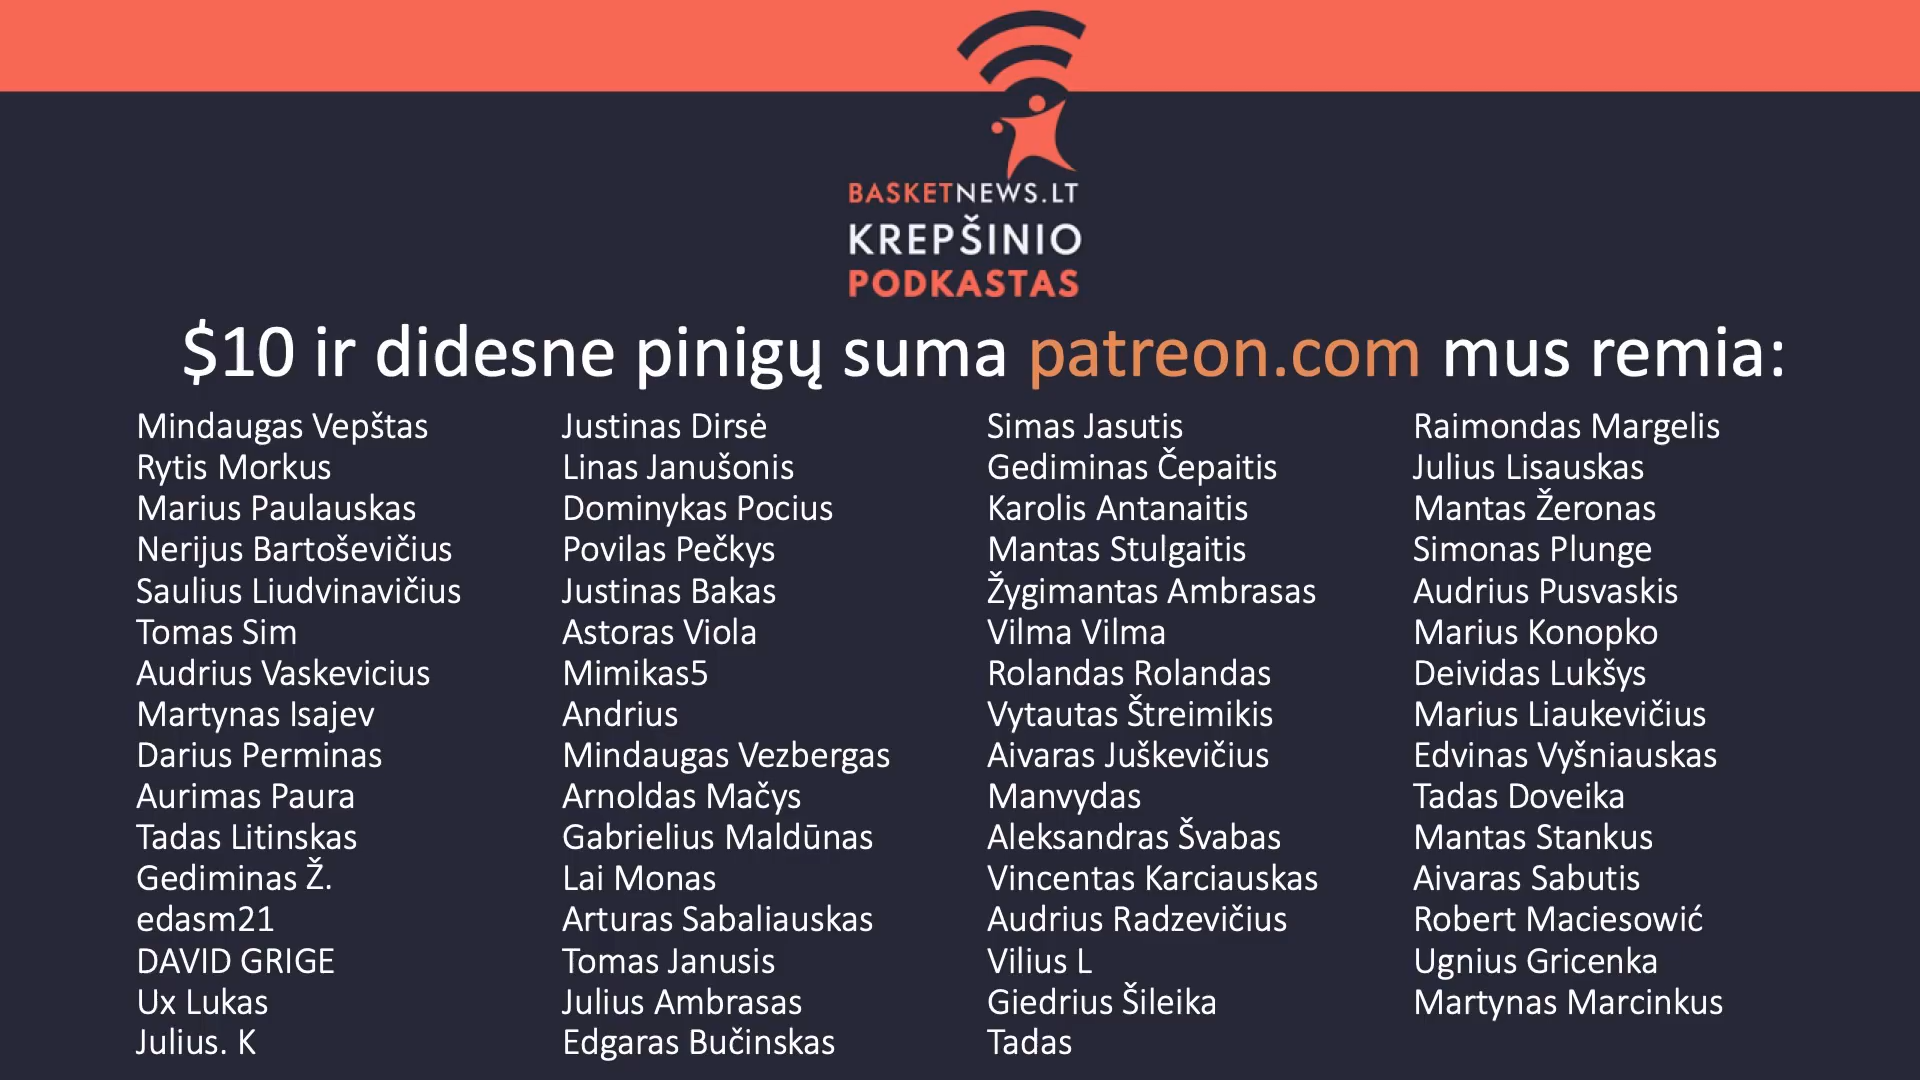 BASKETNEWS.LT
KREPŠINIO
PODKASTAS
$10 ir didesne pinigų suma patreon.com mus remia:
Mindaugas Vepštas
Rytis Morkus
Marius Paulauskas
Nerijus Bartoševičius
Saulius Liudvinavičius
Tomas Sim
Audrius Vaskevicius
Martynas Isajev
Darius Perminas
Aurimas Paura
Tadas Litinskas
Gediminas Ž.
edasm21
DAVID GRIGE
Ux Lukas
Julius. K
Justinas Dirsė
Linas Janušonis
Dominykas Pocius
Povilas Pečkys
Justinas Bakas
Astoras Viola
Mimikas5
Andrius
Mindaugas Vezbergas
Arnoldas Mačys
Gabrielius Maldūnas
Lai Monas
Arturas Sabaliauskas
Tomas Janusis
Julius Ambrasas
Edgaras Bučinskas
Simas Jasutis
Gediminas Čepaitis
Karolis Antanaitis
Mantas Stulgaitis
Žygimantas Ambrasas
Vilma Vilma
Rolandas Rolandas
Vytautas Štreimikis
Aivaras Juškevičius
Manvydas
Aleksandras Švabas
Vincentas Karciauskas
Audrius Radzevičius
Vilius L
Giedrius Šileika
Tadas
Raimondas Margelis
Julius Lisauskas
Mantas Žeronas
Simonas Plunge
Audrius Pusvaskis
Marius Konopko
Deividas Lukšys
Marius Liaukevičius
Edvinas Vyšniauskas
Tadas Doveika
Mantas Stankus
Aivaras Sabutis
Robert Maciesowić
Ugnius Gricenka
Martynas Marcinkus